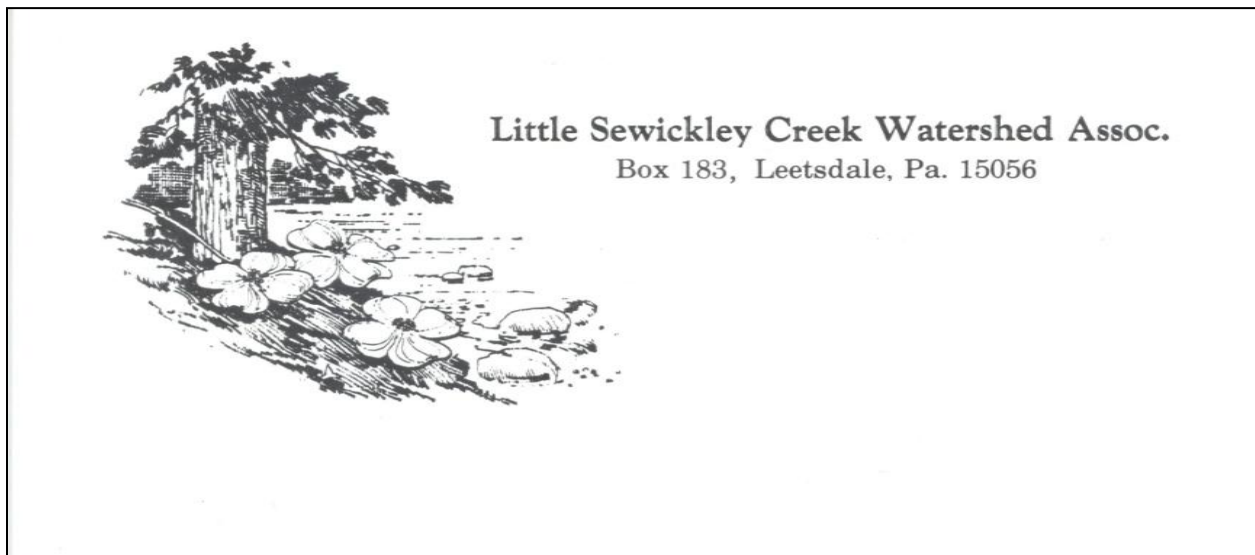 Little Sewickley Creek Watershed Assoc.
Box 183, Leetsdale, Pa. 15056